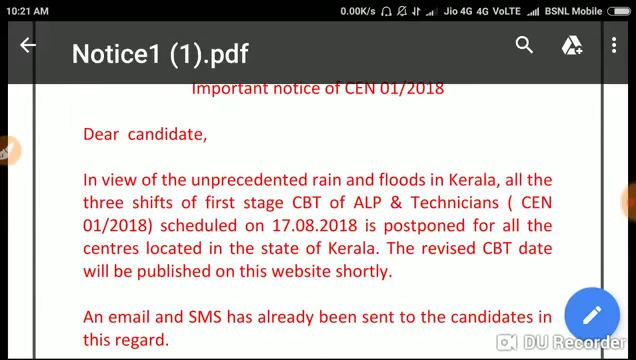 10:21 AM 0.00K/s Jio 4G 4G VoLTE BSNL Mobile
Notice1 (1).pdf
Important notice of CEN 01/2018
Dear candidate,
In view of the unprecedented rain and floods in Kerala, all the
three shifts of first stage CBT of ALP & Technicians ( CEN
01/2018) scheduled on 17.08.2018 is postponed for all the
centres located in the state of Kerala. The revised CBT date
will be published on this website shortly.
An email and SMS has already been sent to the candidates in
this regard.
DU Recorder